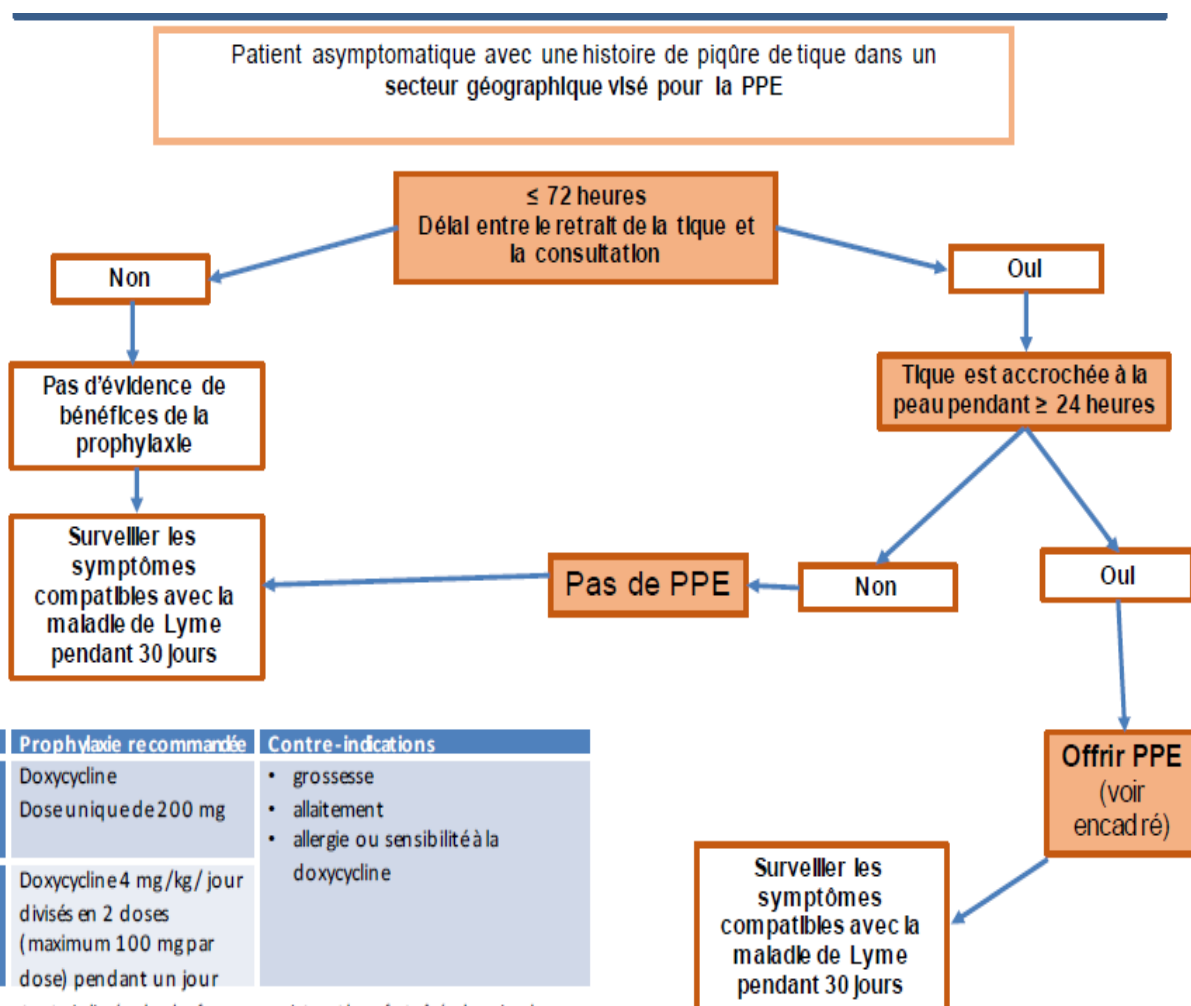 Patient asymptomatique avec une histoire de piqûre de tique dans un
secteur géographique visé pour la PPE
≤ 72 heures
Délai entre le retrait de la tique et
la consultation
Non
Oui
Pas d'évidence de
bénéfices de la
prophylaxie
Tique est accrochée à la
peau pendant ≥ 24 heures
Surveiller les
symptômes
compatibles avec la
maladie de Lyme
pendant 30 jours
Pas de PPE
Non
Oui
Offrir PPE
(voir
encadré)
Surveiller les
symptômes
compatibles avec la
maladie de Lyme
pendant 30 jours
Prophylaxie recommandée
Contre-indications
Doxycycline
Dose unique de 200 mg
• grossesse
• allaitement
• allergie ou sensibilité à la
doxycycline
Doxycycline 4 mg/kg/ jour
divisés en 2 doses
(maximum 100 mg par
dose) pendant un jour